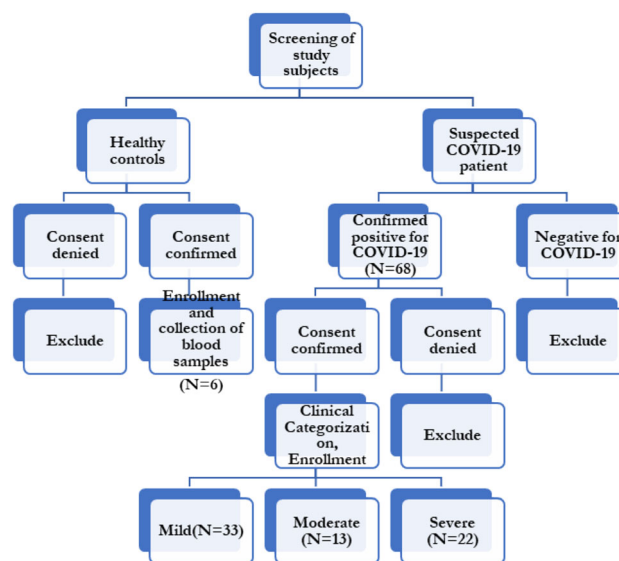 Screening of
study
subjects
Healthy
controls
Suspected
COVID-19
patient
Consent
denied
Consent
confirmed
Confirmed
positive for
COVID-19
(N=68)
Negative for
COVID-19
Exclude
Enrollment
and
collection of
blood
samples
(N=6)
Consent
confirmed
Consent
denied
Exclude
Clinical
Categorizati
on,
Enrollment
Exclude
Mild(N=33)
Moderate
(N=13)
Severe
(N=22)